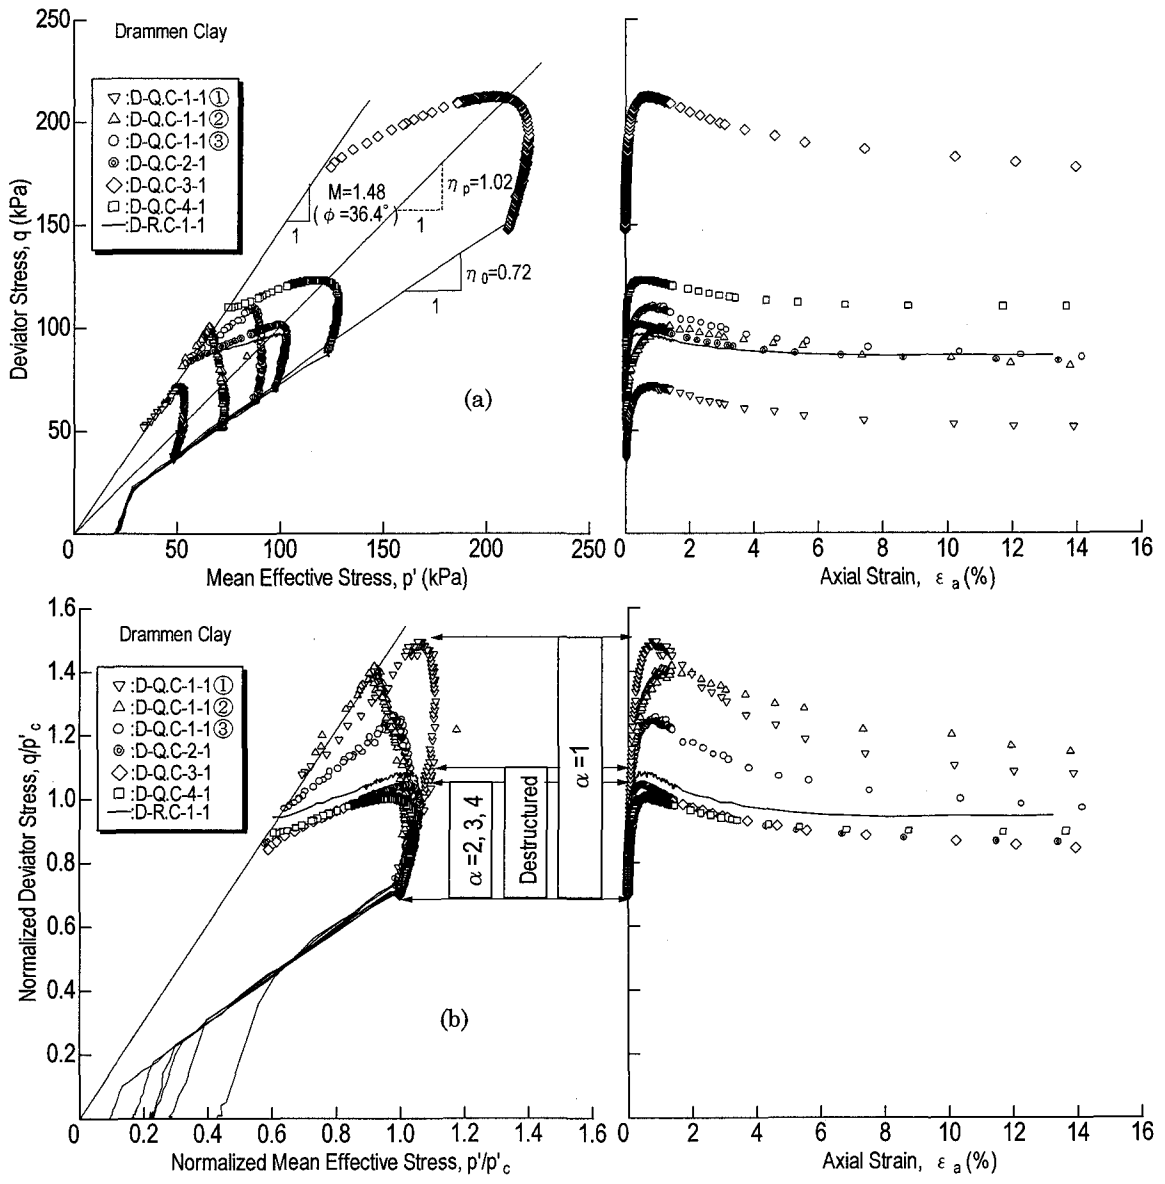 250
200
150
100
50
Deviator Stress, q (kPa)
Drammen Clay
▽:D-Q.C-1-1①
△:D-Q.C-1-1②
○:D-Q.C-1-1③
◎:D-Q.C-2-1
◇:D-Q.C-3-1
□:D-Q.C-4-1
—:D-R.C-1-1
M=1.48
( φ=36.4°)
1
η p=1.02
1
η 0=0.72
1
(a)
0 50 100 150 200 250
Mean Effective Stress, p' (kPa)
0 2 4 6 8 10 12 14 16
Axial Strain, ε a (%)
1.6
1.4
1.2
1.0
0.8
0.6
0.4
0.2
Normalized Deviator Stress, q/p'c
Drammen Clay
▽:D-Q.C-1-1①
△:D-Q.C-1-1②
○:D-Q.C-1-1③
◎:D-Q.C-2-1
◇:D-Q.C-3-1
□:D-Q.C-4-1
—:D-R.C-1-1
α=2, 3, 4
Destructured
α=1
(b)
0 0.2 0.4 0.6 0.8 1.0 1.2 1.4 1.6
Normalized Mean Effective Stress, p'/p'c
0 2 4 6 8 10 12 14 16
Axial Strain, ε a (%)